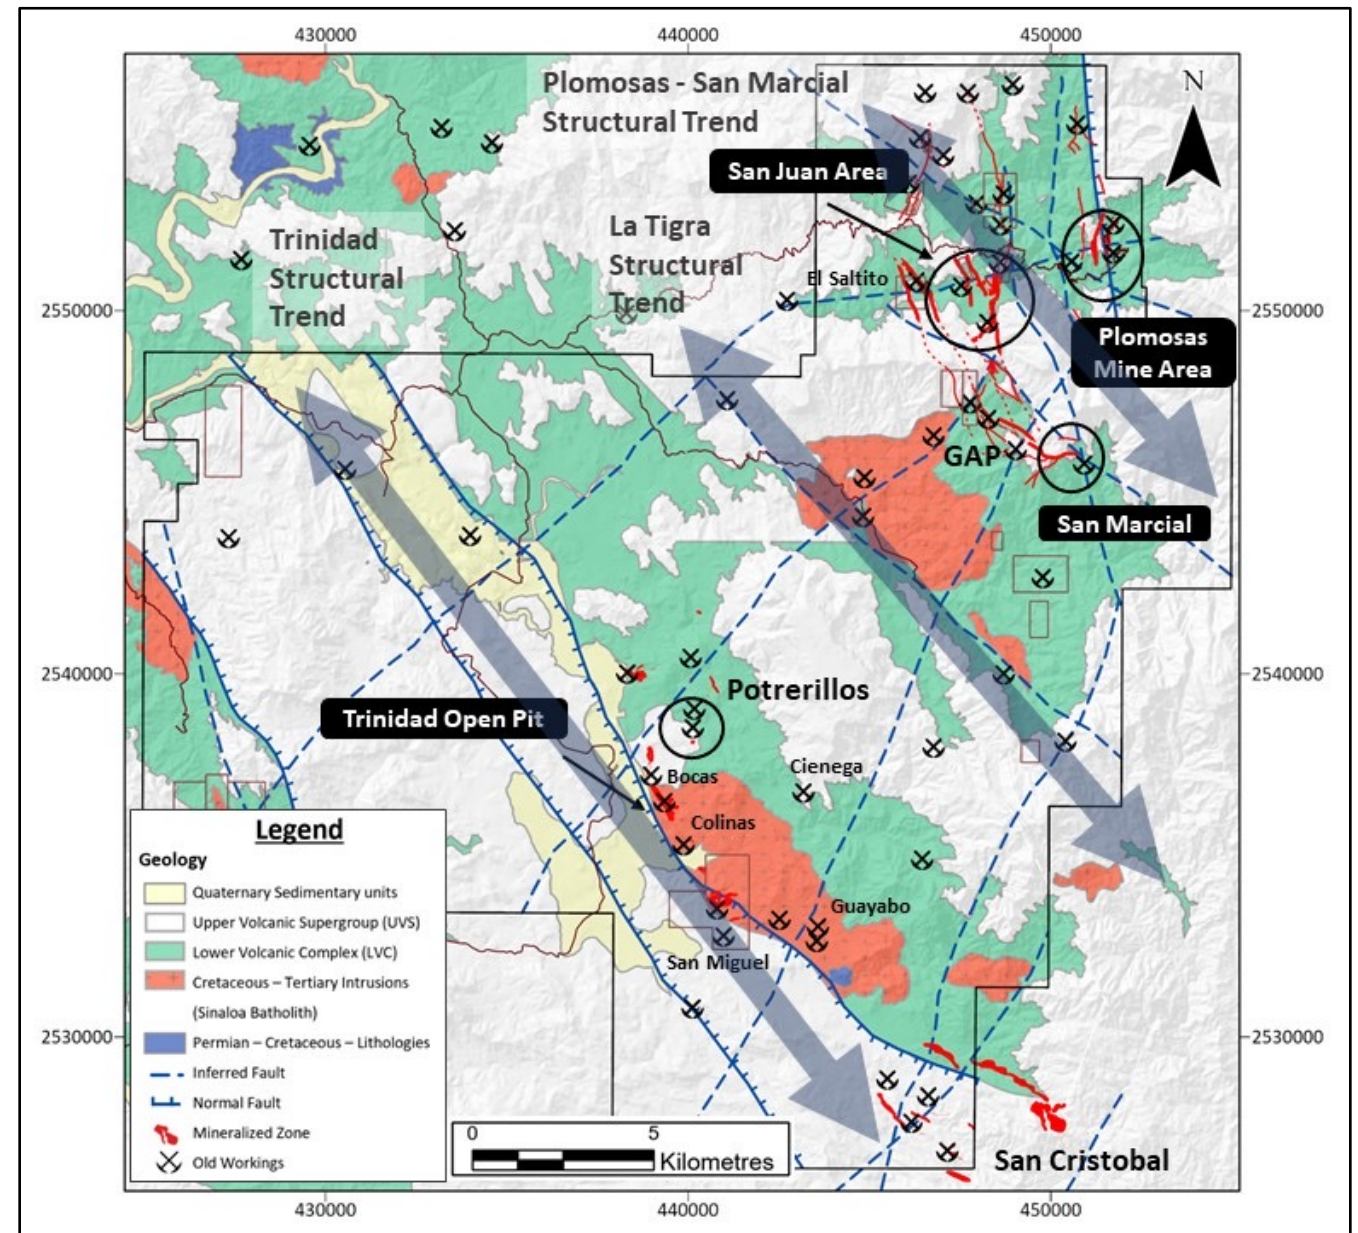 430000
440000
450000
Plomosas - San Marcial
Structural Trend
N
San Juan Area
Trinidad
Structural
Trend
La Tigra
Structural
Trend
El Saltito
2550000
2550000
Plomosas
Mine Area
GAP
San Marcial
2540000
2540000
Potrerillos
Trinidad Open Pit
Bocas
Cienega
Colinas
Guayabo
San Miguel
Legend
Geology
Quaternary Sedimentary units
Upper Volcanic Supergroup (UVS)
Lower Volcanic Complex (LVC)
Cretaceous – Tertiary Intrusions
(Sinaloa Batholith)
Permian – Cretaceous – Lithologies
Inferred Fault
Normal Fault
Mineralized Zone
Old Workings
2530000
2530000
0 5
Kilometres
San Cristobal
430000
440000
450000